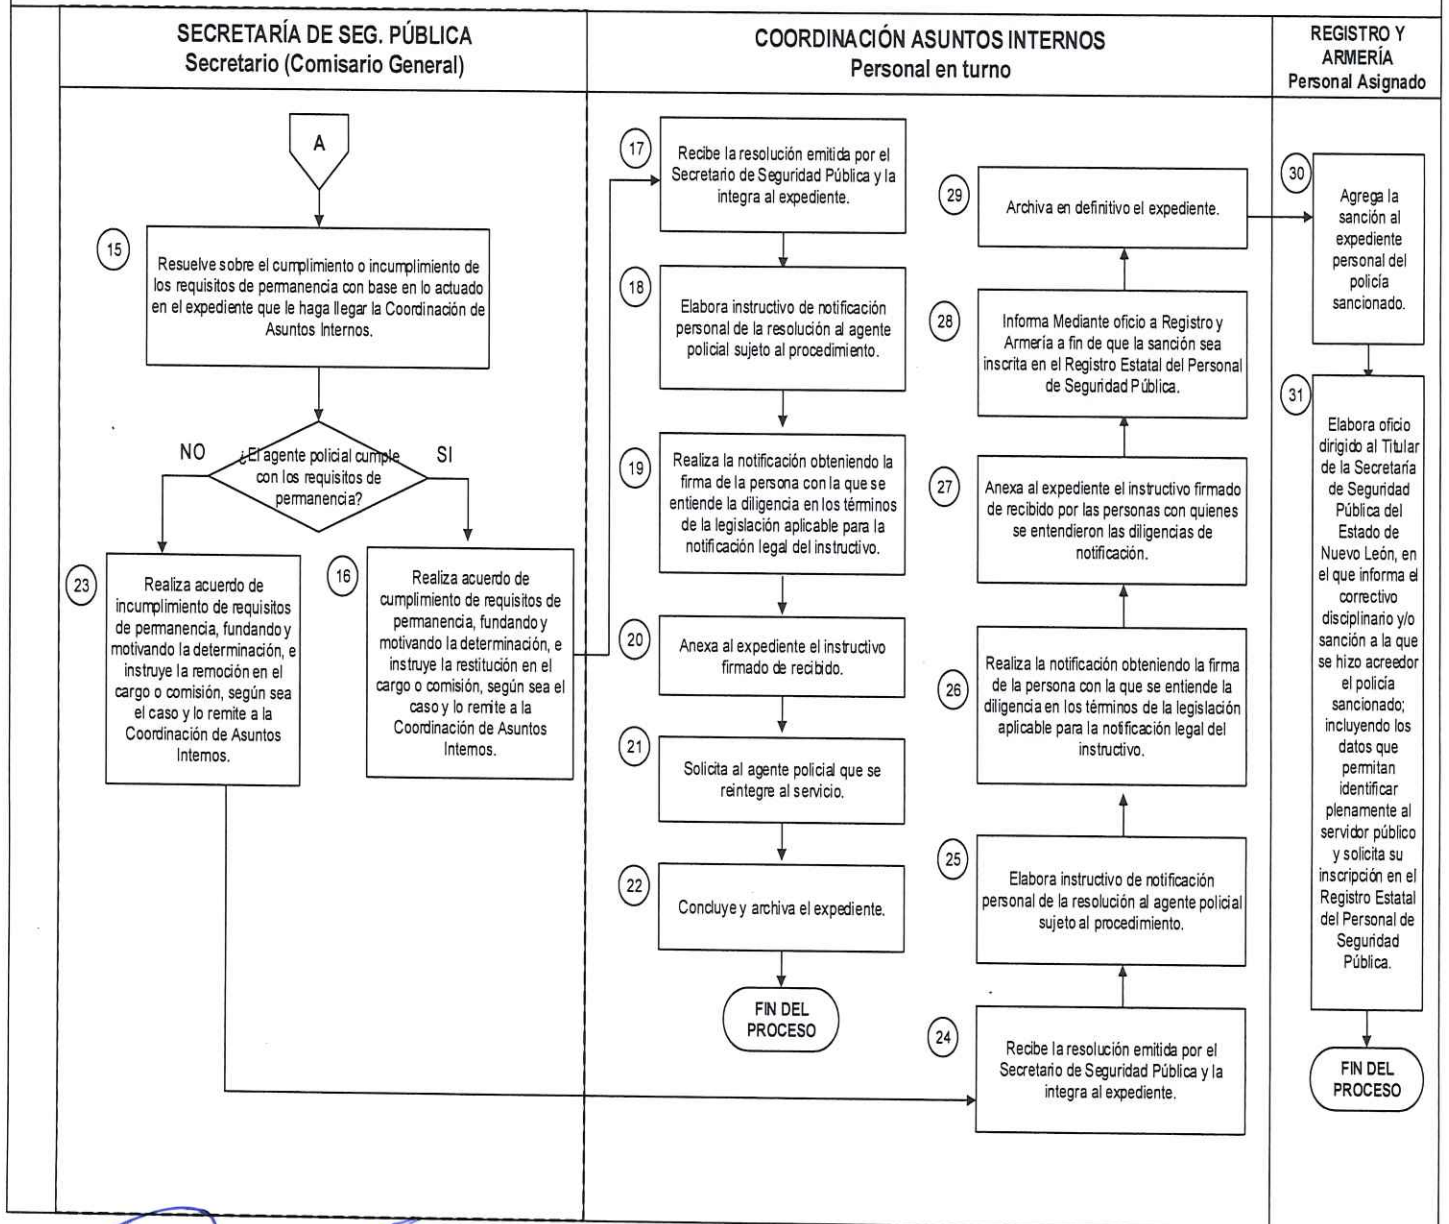 SECRETARÍA DE SEG. PÚBLICA
Secretario (Comisario General)
COORDINACIÓN ASUNTOS INTERNOS
Personal en turno
REGISTRO Y
ARMERÍA
Personal Asignado
A
15
Resuelve sobre el cumplimiento o incumplimiento de
los requisitos de permanencia con base en lo actuado
en el expediente que le haga llegar la Coordinación de
Asuntos Internos.
¿El agente policial cumple
con los requisitos de
permanencia?
NO
SI
23
Realiza acuerdo de
incumplimiento de requisitos
de permanencia, fundando y
motivando la determinación, e
instruye la remoción en el
cargo o comisión, según sea
el caso y lo remite a la
Coordinación de Asuntos
Internos.
16
Realiza acuerdo de
cumplimiento de requisitos de
permanencia, fundando y
motivando la determinación, e
instruye la restitución en el
cargo o comisión, según sea el
caso y lo remite a la
Coordinación de Asuntos
Internos.
17
Recibe la resolución emitida por el
Secretario de Seguridad Pública y la
integra al expediente.
18
Elabora instructivo de notificación
personal de la resolución al agente
policial sujeto al procedimiento.
19
Realiza la notificación obteniendo la
firma de la persona con la que se
entiende la diligencia en los términos
de la legislación aplicable para la
notificación legal del instructivo.
20
Anexa al expediente el instructivo
firmado de recibido.
21
Solicita al agente policial que se
reintegre al servicio.
22
Concluye y archiva el expediente.
FIN DEL
PROCESO
29
Archiva en definitivo el expediente.
28
Informa Mediante oficio a Registro y
Armería a fin de que la sanción sea
inscrita en el Registro Estatal del Personal
de Seguridad Pública.
27
Anexa al expediente el instructivo firmado
de recibido por las personas con quienes
se entendieron las diligencias de
notificación.
26
Realiza la notificación obteniendo la firma
de la persona con la que se entiende la
diligencia en los términos de la legislación
aplicable para la notificación legal del
instructivo.
25
Elabora instructivo de notificación
personal de la resolución al agente policial
sujeto al procedimiento.
24
Recibe la resolución emitida por el
Secretario de Seguridad Pública y la
integra al expediente.
30
Agrega la
sanción al
expediente
personal del
policía
sancionado.
31
Elabora oficio
dirigido al Titular
de la Secretaría
de Seguridad
Pública del
Estado de
Nuevo León, en
el que informa el
correctivo
disciplinario y/o
sanción a la que
se hizo acreedor
el policía
sancionado;
incluyendo los
datos que
permitan
identificar
plenamente al
servidor público
y solicita su
inscripción en el
Registro Estatal
del Personal de
Seguridad
Pública.
FIN DEL
PROCESO